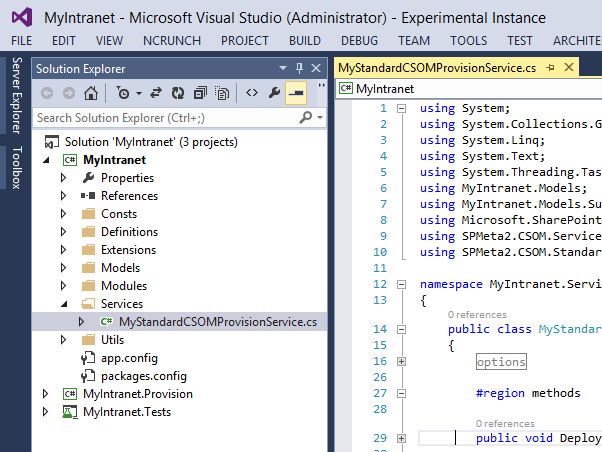 MyIntranet - Microsoft Visual Studio (Administrator) - Experimental Instance
FILE EDIT VIEW NCRUNCH PROJECT BUILD DEBUG TEAM TOOLS TEST ARCHITE
Server Explorer
Toolbox
Solution Explorer
Search Solution Explorer (Ctrl+;)
Solution 'MyIntranet' (3 projects)
MyIntranet
Properties
References
Consts
Definitions
Extensions
Models
Modules
Services
MyStandardCSOMProvisionService.cs
Utils
app.config
packages.config
MyIntranet.Provision
MyIntranet.Tests
MyStandardCSOMProvisionService.cs
MyIntranet
1 using System;
2 using System.Collections.G
3 using System.Linq;
4 using System.Text;
5 using System.Threading.Tas
6 using MyIntranet.Models;
7 using MyIntranet.Models.Su
8 using Microsoft.SharePoint
9 using SPMeta2.CSOM.Service
10 using SPMeta2.CSOM.Standar
11
12 namespace MyIntranet.Servi
13 {
0 references
14 public class MyStandar
15 {
16 options
26
27 #region methods
28
0 references
29 public void Deploy